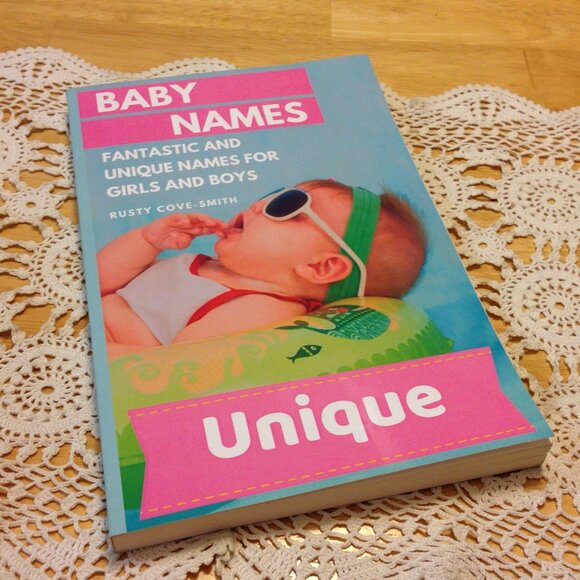 BABY
NAMES
FANTASTIC AND
UNIQUE NAMES FOR
GIRLS AND BOYS
RUSTY COVE-SMITH
Unique